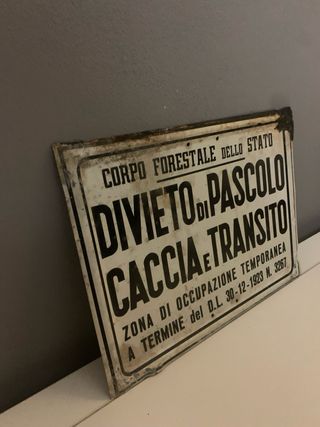 CORPO FORESTALE DELLO STATO
DIVIETO DI PASCOLO
CACCIA E TRANSITO
ZONA DI OCCUPAZIONE TEMPORANEA
A TERMINE del D.L. 30-12-1923 N. 3267